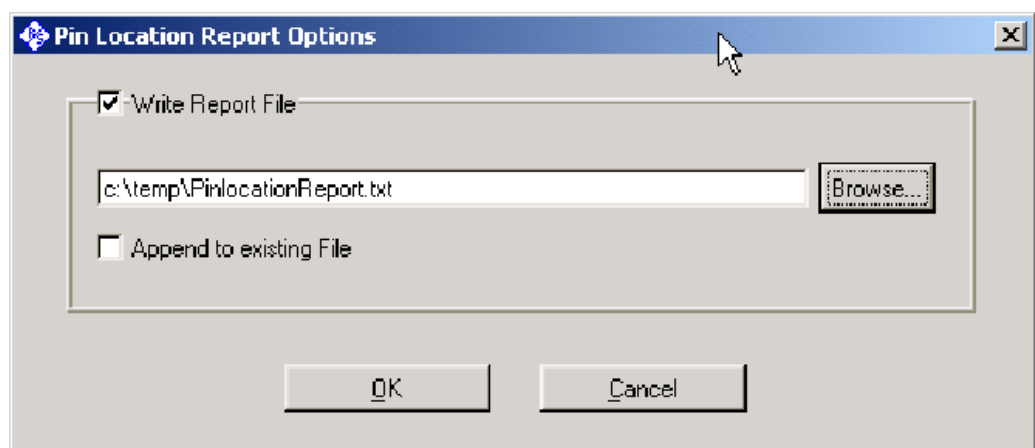 Pin Location Report Options
Write Report File
c:\temp\PinlocationReport.txt
Browse...
Append to existing File
OK
Cancel